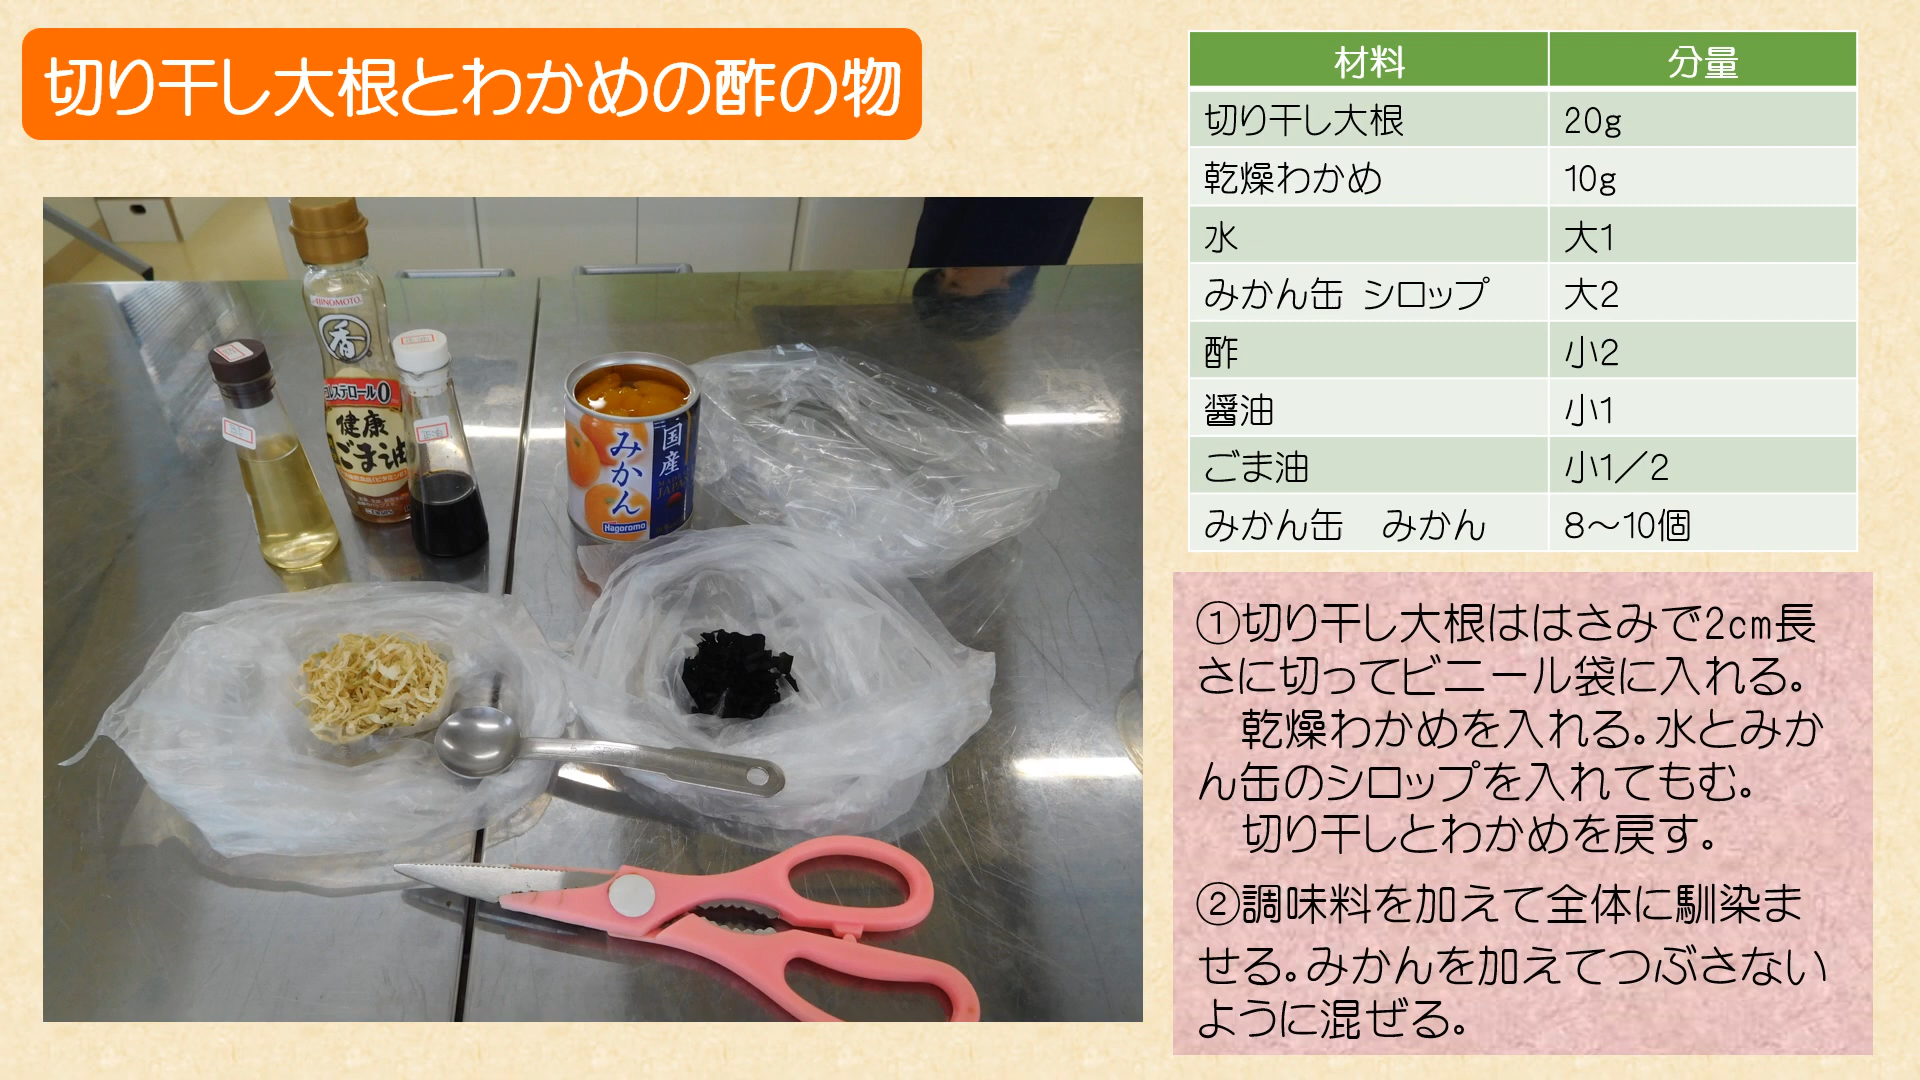 切り干し大根とわかめの酢の物
材料 分量
切り干し大根 20g
乾燥わかめ 10g
水 大1
みかん缶 シロップ 大2
酢 小2
醤油 小1
ごま油 小1／2
みかん缶　みかん 8～10個
香
コレステロール0
健康
ごま油
みかん
国産
Hagoromo
①切り干し大根ははさみで2cm長
さに切ってビニール袋に入れる。
乾燥わかめを入れる。水とみか
ん缶のシロップを入れてもむ。
切り干しとわかめを戻す。
②調味料を加えて全体に馴染ま
せる。みかんを加えてつぶさない
ように混ぜる。